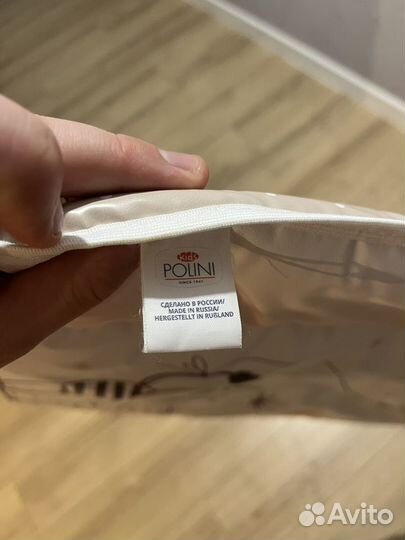 kids
POLINI
SINCE 1941
СДЕЛАНО В РОССИИ/
MADE IN RUSSIA/
HERGESTELLT IN RUßLAND
Avito